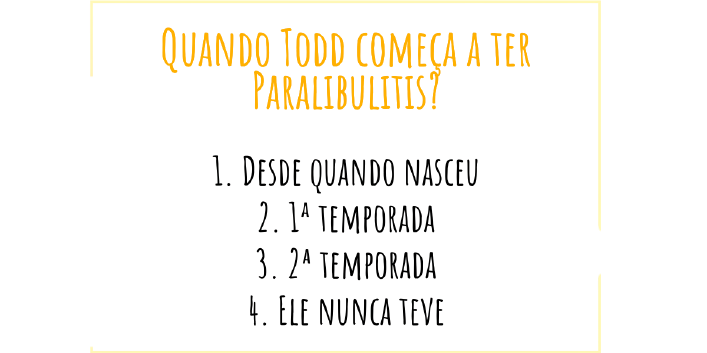 Quando Todd começa a ter
Paralibulitis?
1. Desde quando nasceu
2. 1ª temporada
3. 2ª temporada
4. Ele nunca teve